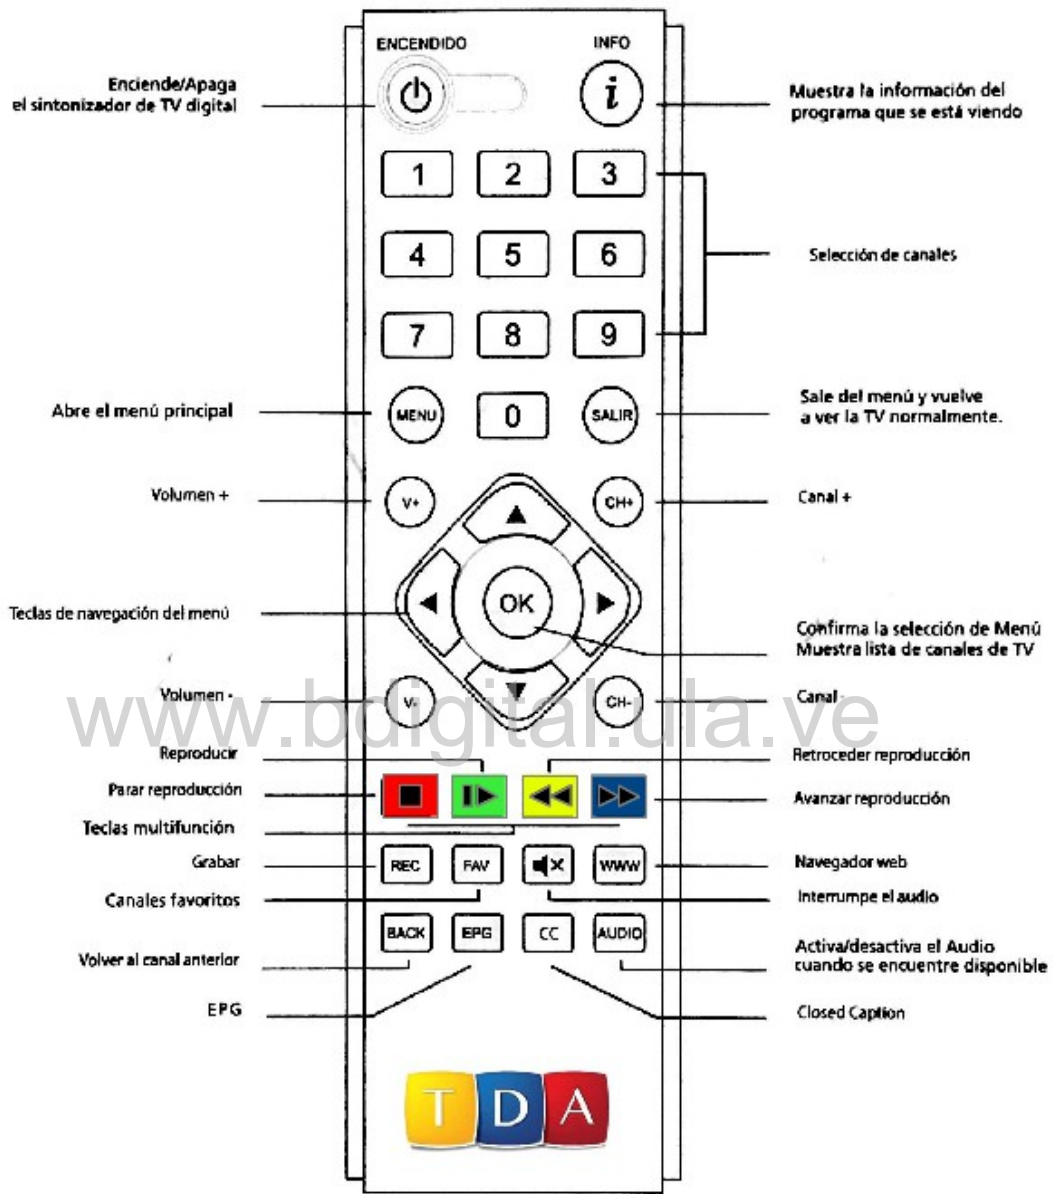 ENCENDIDO
INFO
Enciende/Apaga
el sintonizador de TV digital
i
Muestra la información del
programa que se está viendo
1 2 3
4 5 6
Selección de canales
7 8 9
Abre el menú principal
MENU
0
SALIR
Sale del menú y vuelve
a ver la TV normalmente.
Volumen +
V+
CH+
Canal +
Teclas de navegación del menú
OK
Confirma la selección de Menú
Muestra lista de canales de TV
Volumen -
V-
CH-
Canal -
www.bdigital.ula.ve
Reproducir
Retroceder reproducción
Parar reproducción
Avanzar reproducción
Teclas multifunción
Grabar
REC
FAV
WWW
Navegador web
Canales favoritos
Interrumpe el audio
BACK
EPG
CC
AUDIO
Volver al canal anterior
Activa/desactiva el Audio
cuando se encuentre disponible
EPG
Closed Caption
TDA